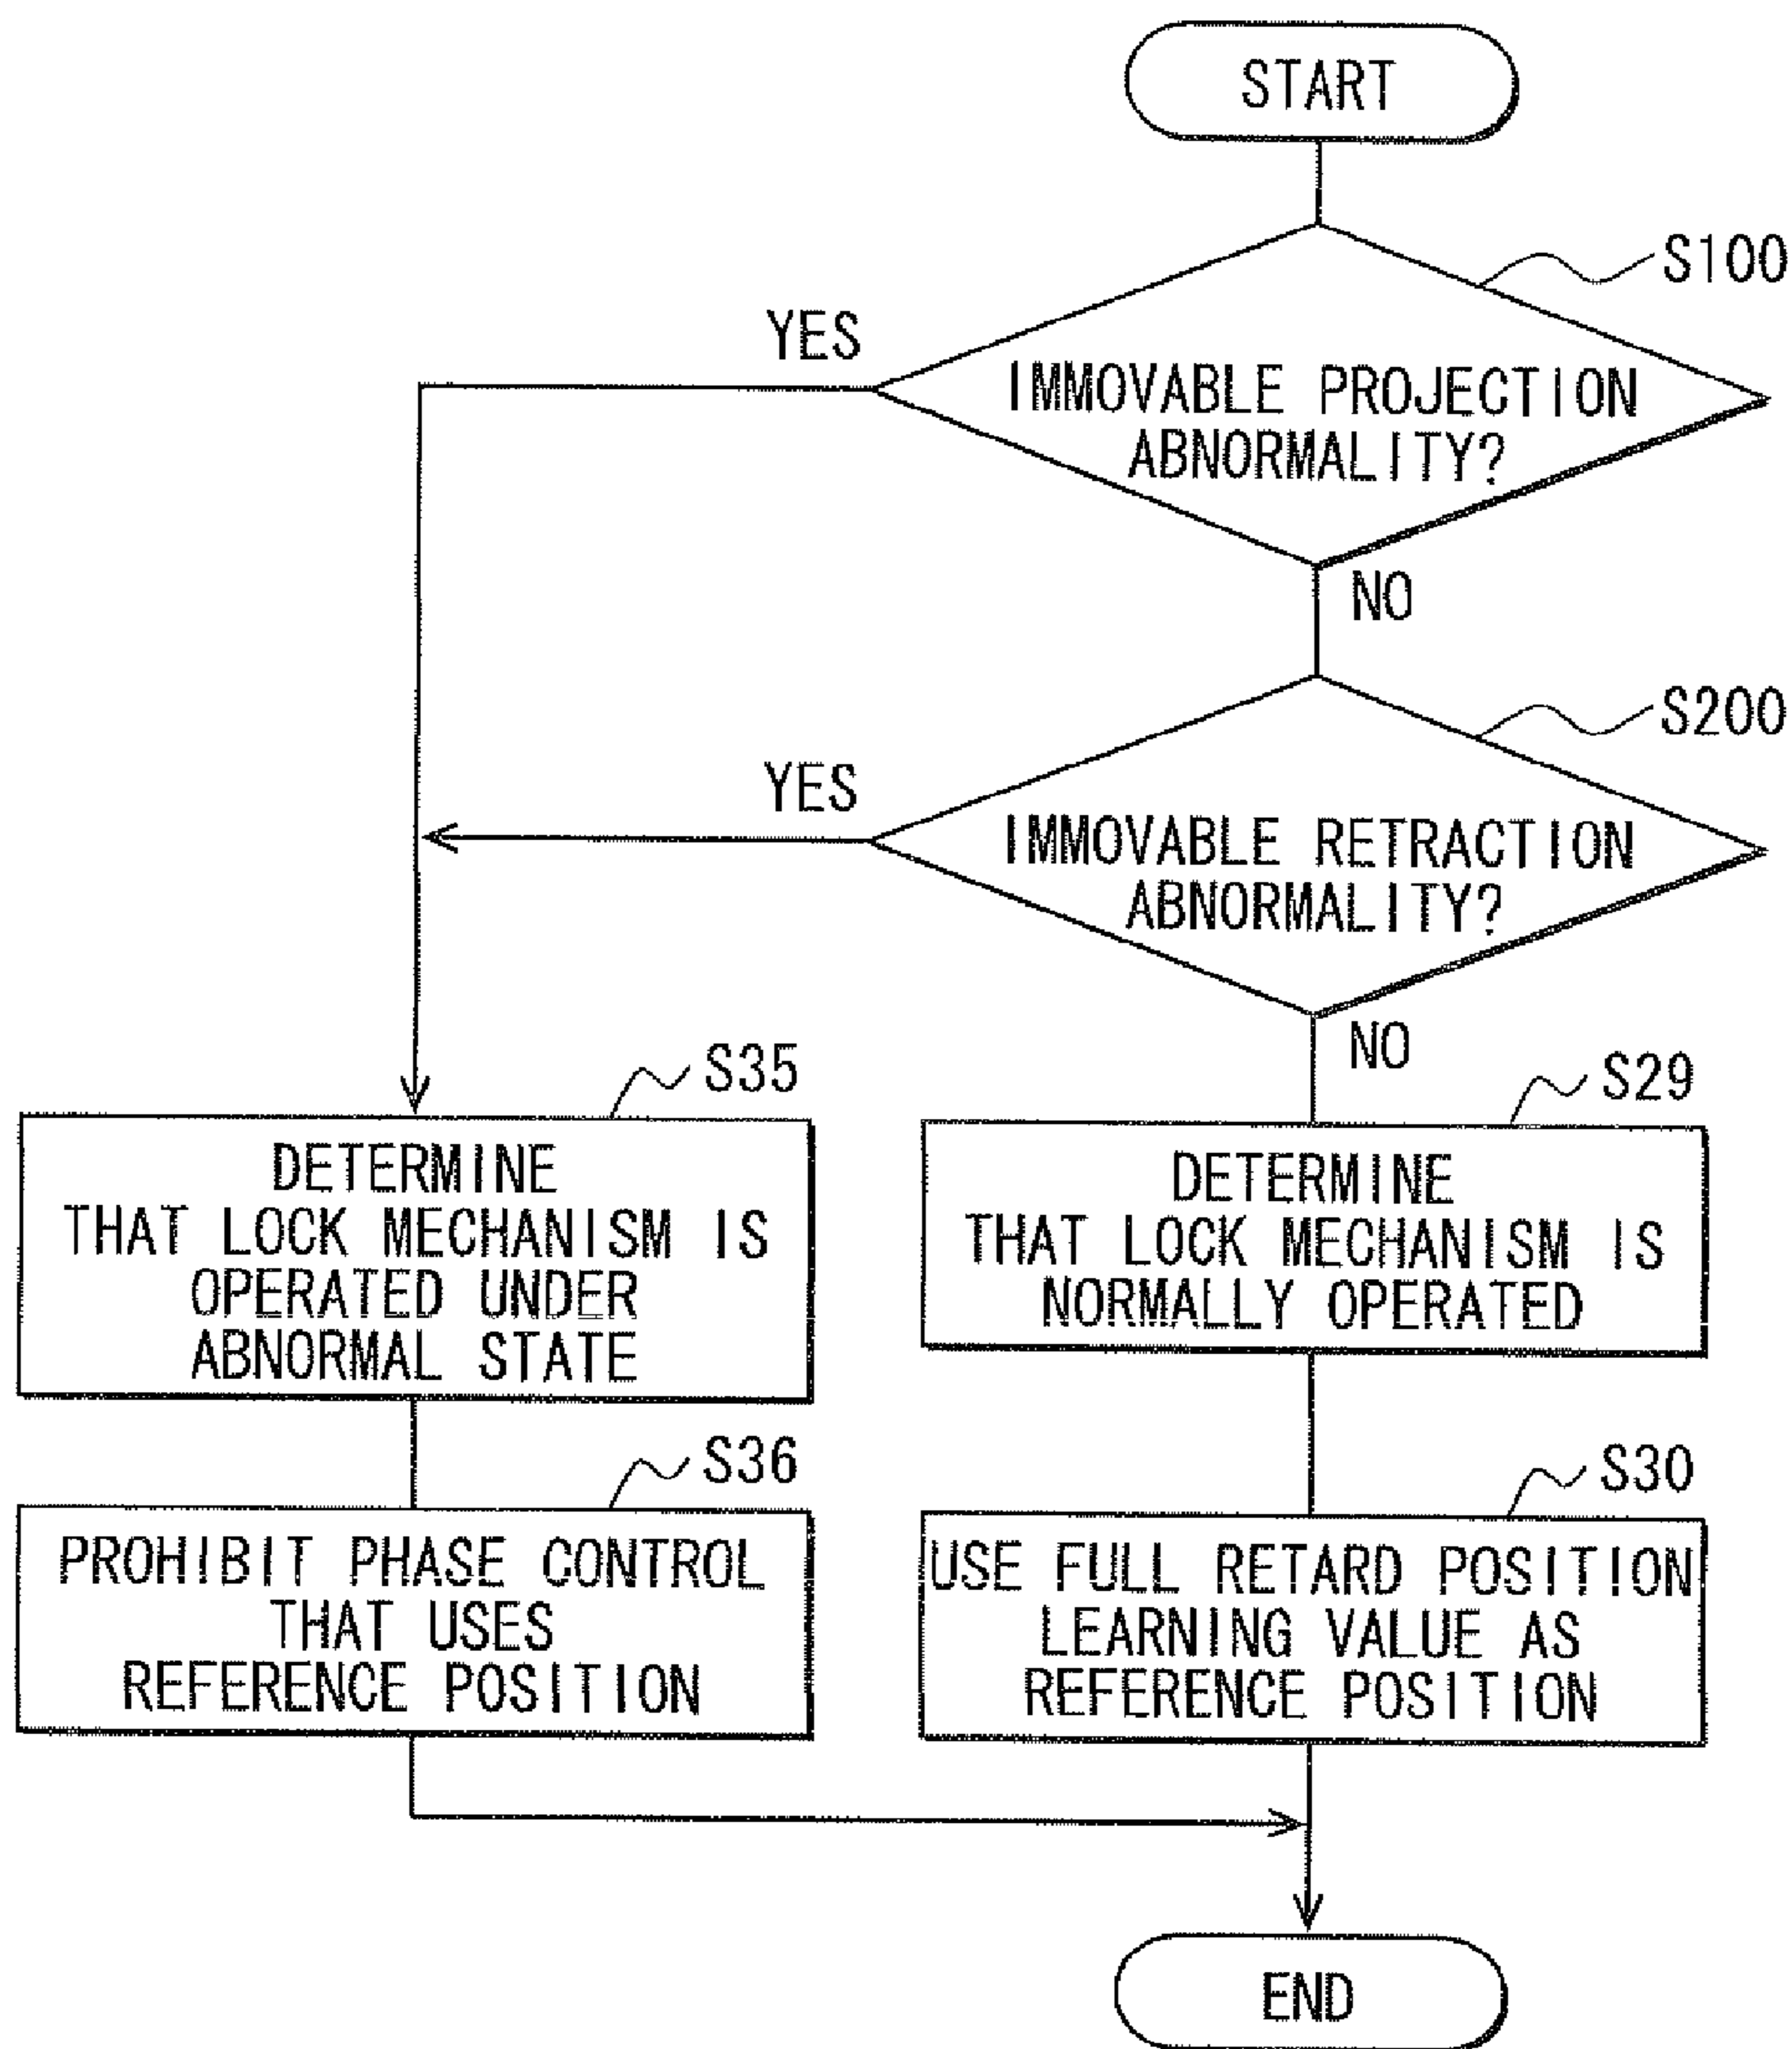 START
S100
YES
IMMOVABLE PROJECTION
ABNORMALITY?
NO
S200
YES
IMMOVABLE RETRACTION
ABNORMALITY?
NO
S35
DETERMINE
THAT LOCK MECHANISM IS
OPERATED UNDER
ABNORMAL STATE
S29
DETERMINE
THAT LOCK MECHANISM IS
NORMALLY OPERATED
S36
PROHIBIT PHASE CONTROL
THAT USES
REFERENCE POSITION
S30
USE FULL RETARD POSITION
LEARNING VALUE AS
REFERENCE POSITION
END